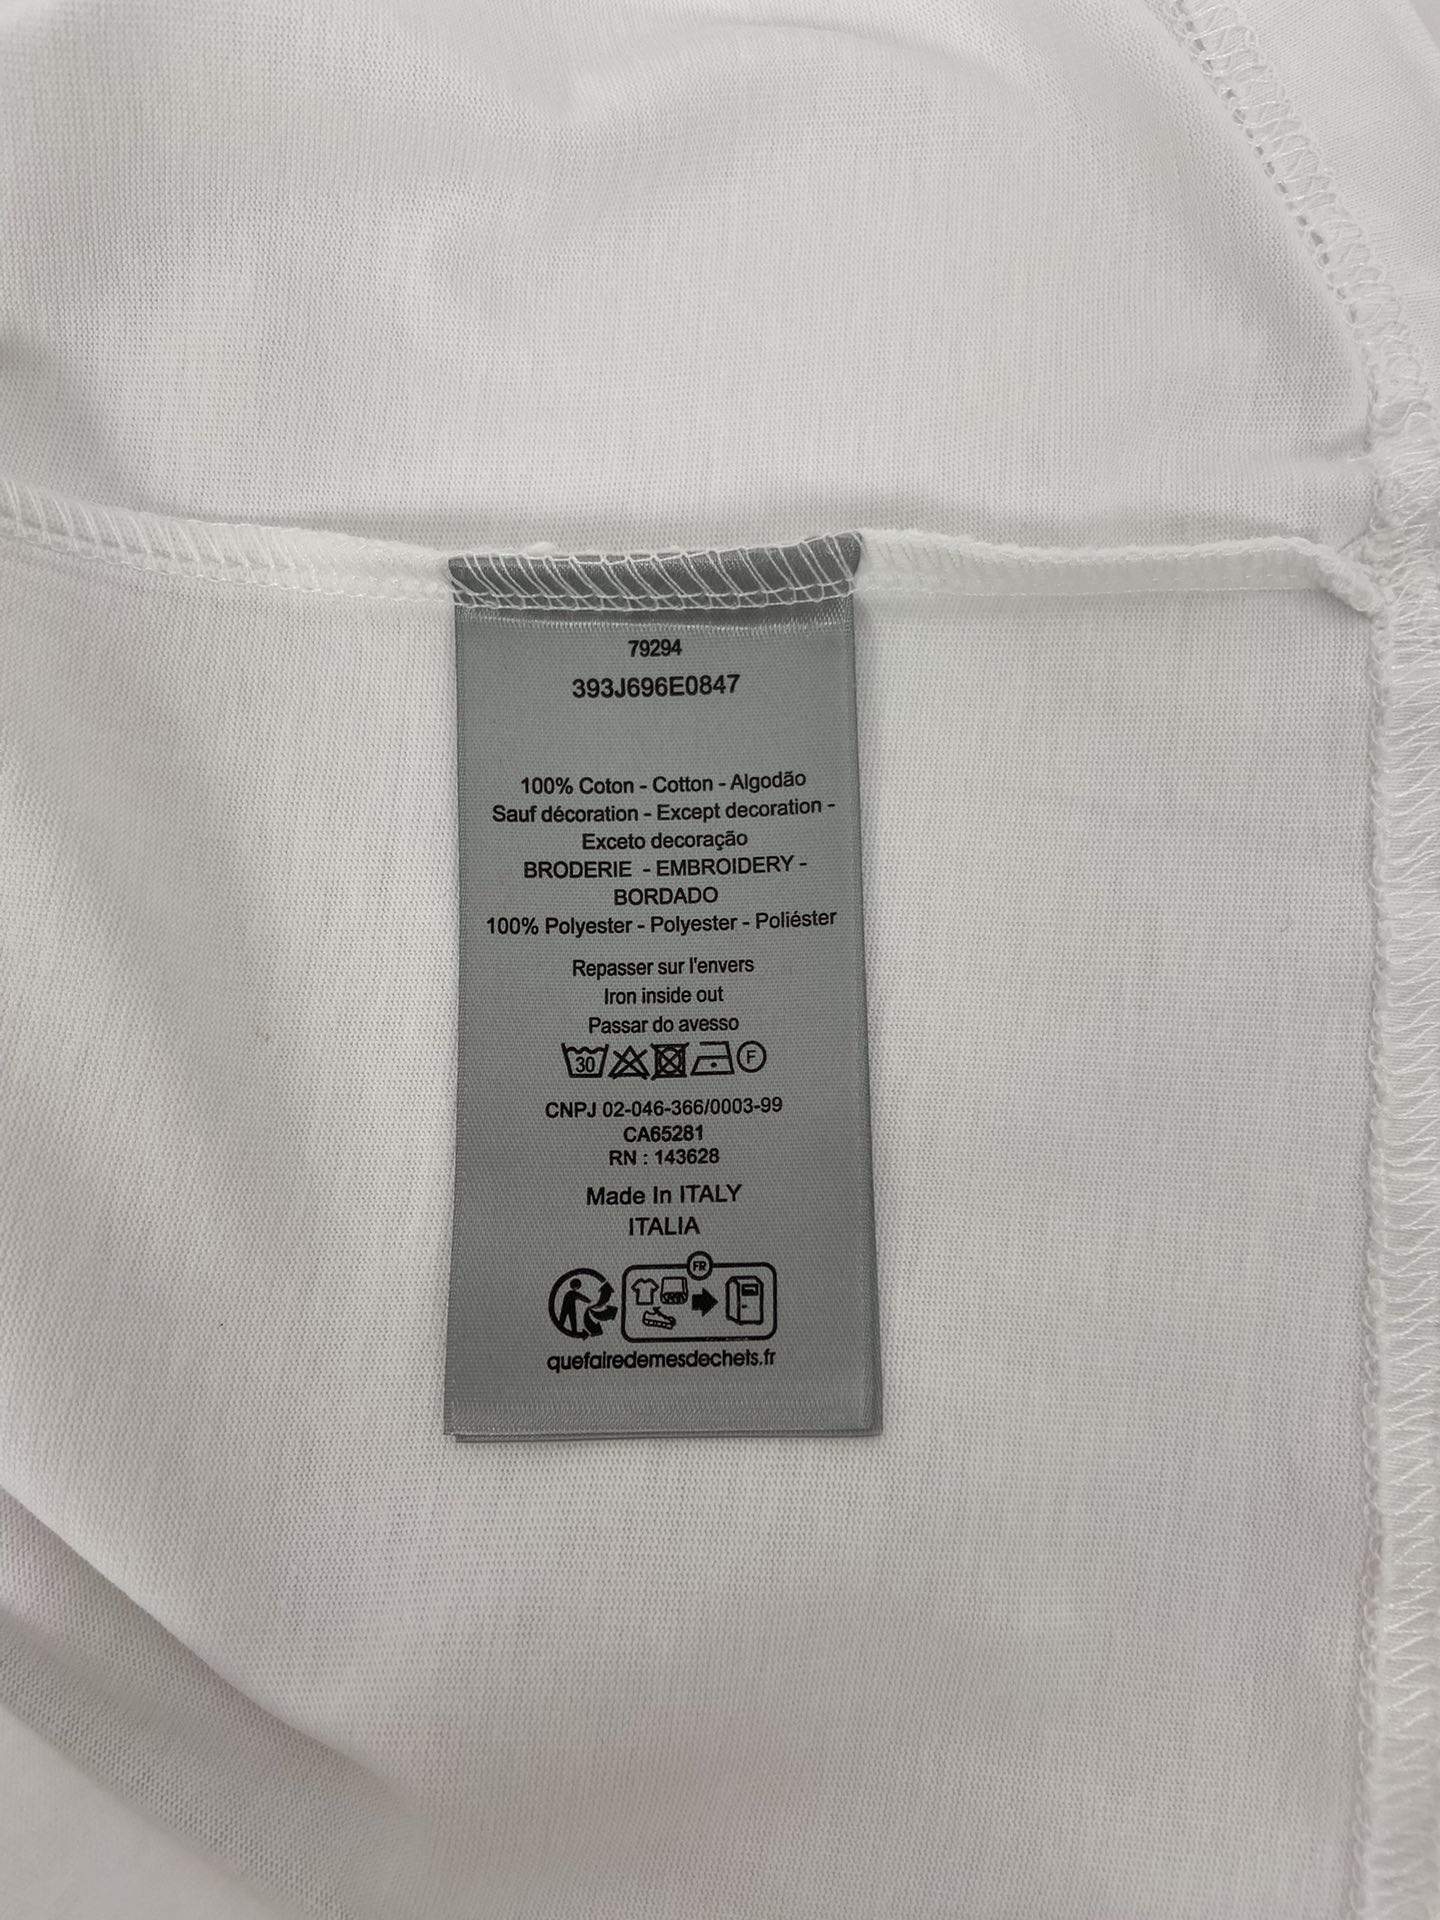 79294
393J696E0847
100% Coton - Cotton - Algodão
Sauf décoration - Except decoration -
Exceto decoração
BRODERIE - EMBROIDERY -
BORDADO
100% Polyester - Polyester - Poliéster
Repasser sur l'envers
Iron inside out
Passar do avesso
30 F
CNPJ 02-046-366/0003-99
CA65281
RN : 143628
Made In ITALY
ITALIA
FR
quefairedemesdechets.fr